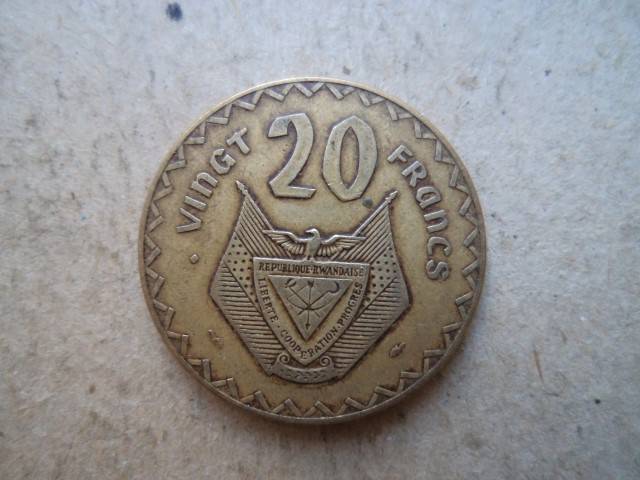 VINGT 20 FRANCS
REPUBLIQUE·RWANDAISE
LIBERTE · COOPERATION · PROGRES